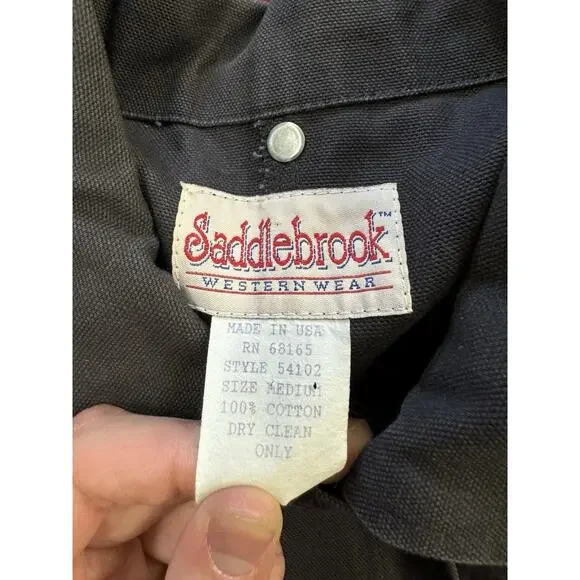 Saddlebrook™
WESTERN WEAR
MADE IN USA
RN 68165
STYLE 54102
SIZE MEDIUM
100% COTTON
DRY CLEAN
ONLY